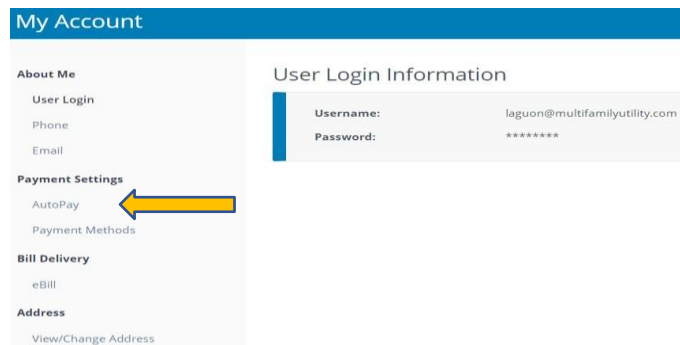 My Account
About Me
User Login
Phone
Email
Payment Settings
AutoPay
Payment Methods
Bill Delivery
eBill
Address
View/Change Address
User Login Information
Username: laguon@multifamilyutility.com
Password: ********